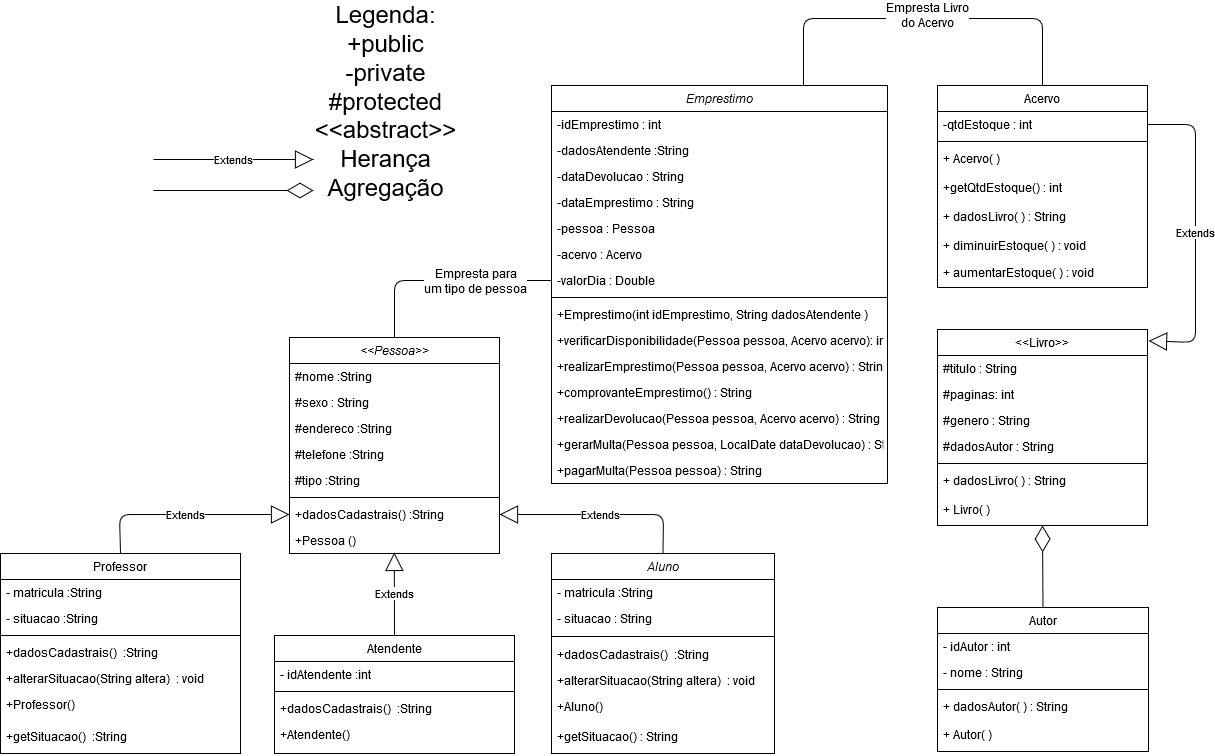 Legenda:
+public
-private
#protected
<<abstract>>
Extends
Herança
Agregação
Empresta Livro
do Acervo
Emprestimo
-idEmprestimo : int
-dadosAtendente :String
-dataDevolucao : String
-dataEmprestimo : String
-pessoa : Pessoa
-acervo : Acervo
-valorDia : Double
+Emprestimo(int idEmprestimo, String dadosAtendente )
+verificarDisponibilidade(Pessoa pessoa, Acervo acervo): ir
+realizarEmprestimo(Pessoa pessoa, Acervo acervo) : Strin
+comprovanteEmprestimo() : String
+realizarDevolucao(Pessoa pessoa, Acervo acervo) : String
+gerarMulta(Pessoa pessoa, LocalDate dataDevolucao) : St
+pagarMulta(Pessoa pessoa) : String
Acervo
-qtdEstoque : int
+ Acervo( )
+getQtdEstoque() : int
+ dadosLivro( ) : String
+ diminuirEstoque( ) : void
+ aumentarEstoque( ) : void
Extends
Empresta para
um tipo de pessoa
<<Pessoa>>
#nome :String
#sexo : String
#endereco :String
#telefone :String
#tipo :String
+dadosCadastrais() :String
+Pessoa ()
<<Livro>>
#titulo : String
#paginas: int
#genero : String
#dadosAutor : String
+ dadosLivro( ) : String
+ Livro( )
Extends
Extends
Extends
Professor
- matricula :String
- situacao :String
+dadosCadastrais() :String
+alterarSituacao(String altera) : void
+Professor()
+getSituacao() :String
Atendente
- idAtendente :int
+dadosCadastrais() :String
+Atendente()
Aluno
- matricula :String
- situacao : String
+dadosCadastrais() :String
+alterarSituacao(String altera) : void
+Aluno()
+getSituacao() : String
Autor
- idAutor : int
- nome : String
+ dadosAutor( ) : String
+ Autor( )